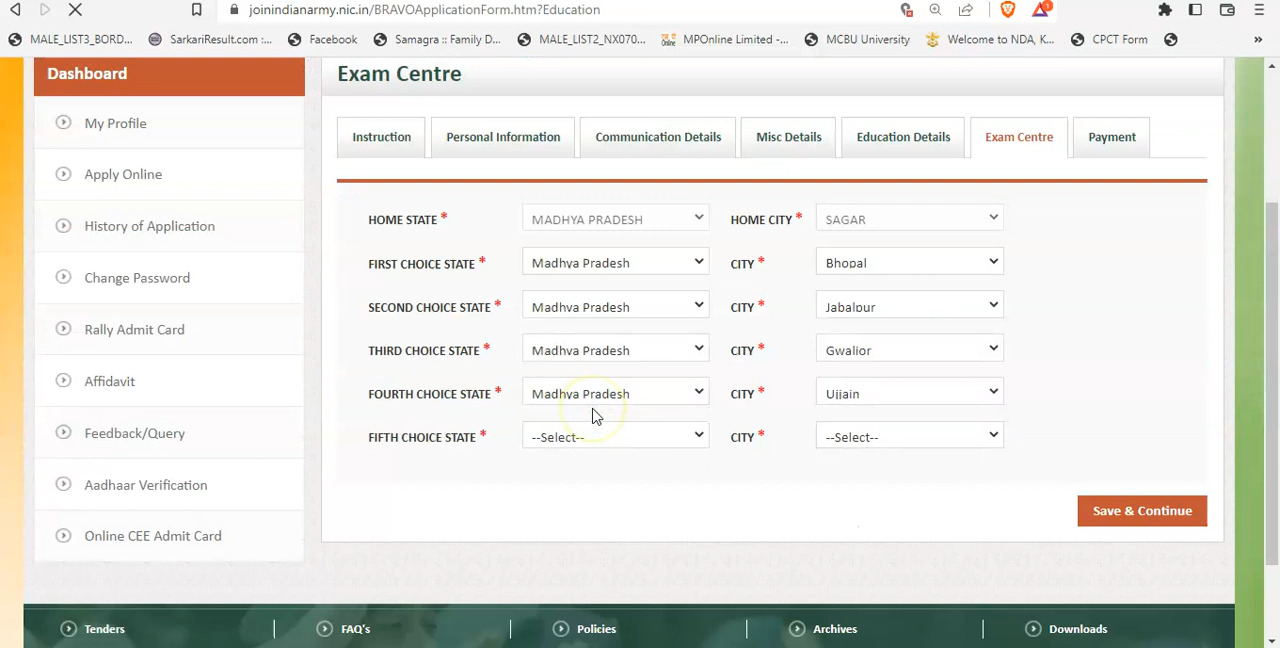 joinindianarmy.nic.in/BRAVOApplicationForm.htm?Education
1
MALE_LIST3_BORD... SarkariResult.com :... Facebook Samagra :: Family D... MALE_LIST2_NX070... MPOnline Limited -... MCBU University Welcome to NDA, K... CPCT Form »
Dashboard
My Profile
Apply Online
History of Application
Change Password
Rally Admit Card
Affidavit
Feedback/Query
Aadhaar Verification
Online CEE Admit Card
Exam Centre
Instruction Personal Information Communication Details Misc Details Education Details Exam Centre Payment
HOME STATE * MADHYA PRADESH HOME CITY * SAGAR
FIRST CHOICE STATE * Madhya Pradesh CITY * Bhopal
SECOND CHOICE STATE * Madhya Pradesh CITY * Jabalpur
THIRD CHOICE STATE * Madhya Pradesh CITY * Gwalior
FOURTH CHOICE STATE * Madhya Pradesh CITY * Ujjain
FIFTH CHOICE STATE * --Select-- CITY * --Select--
Save & Continue
Tenders FAQ's Policies Archives Downloads